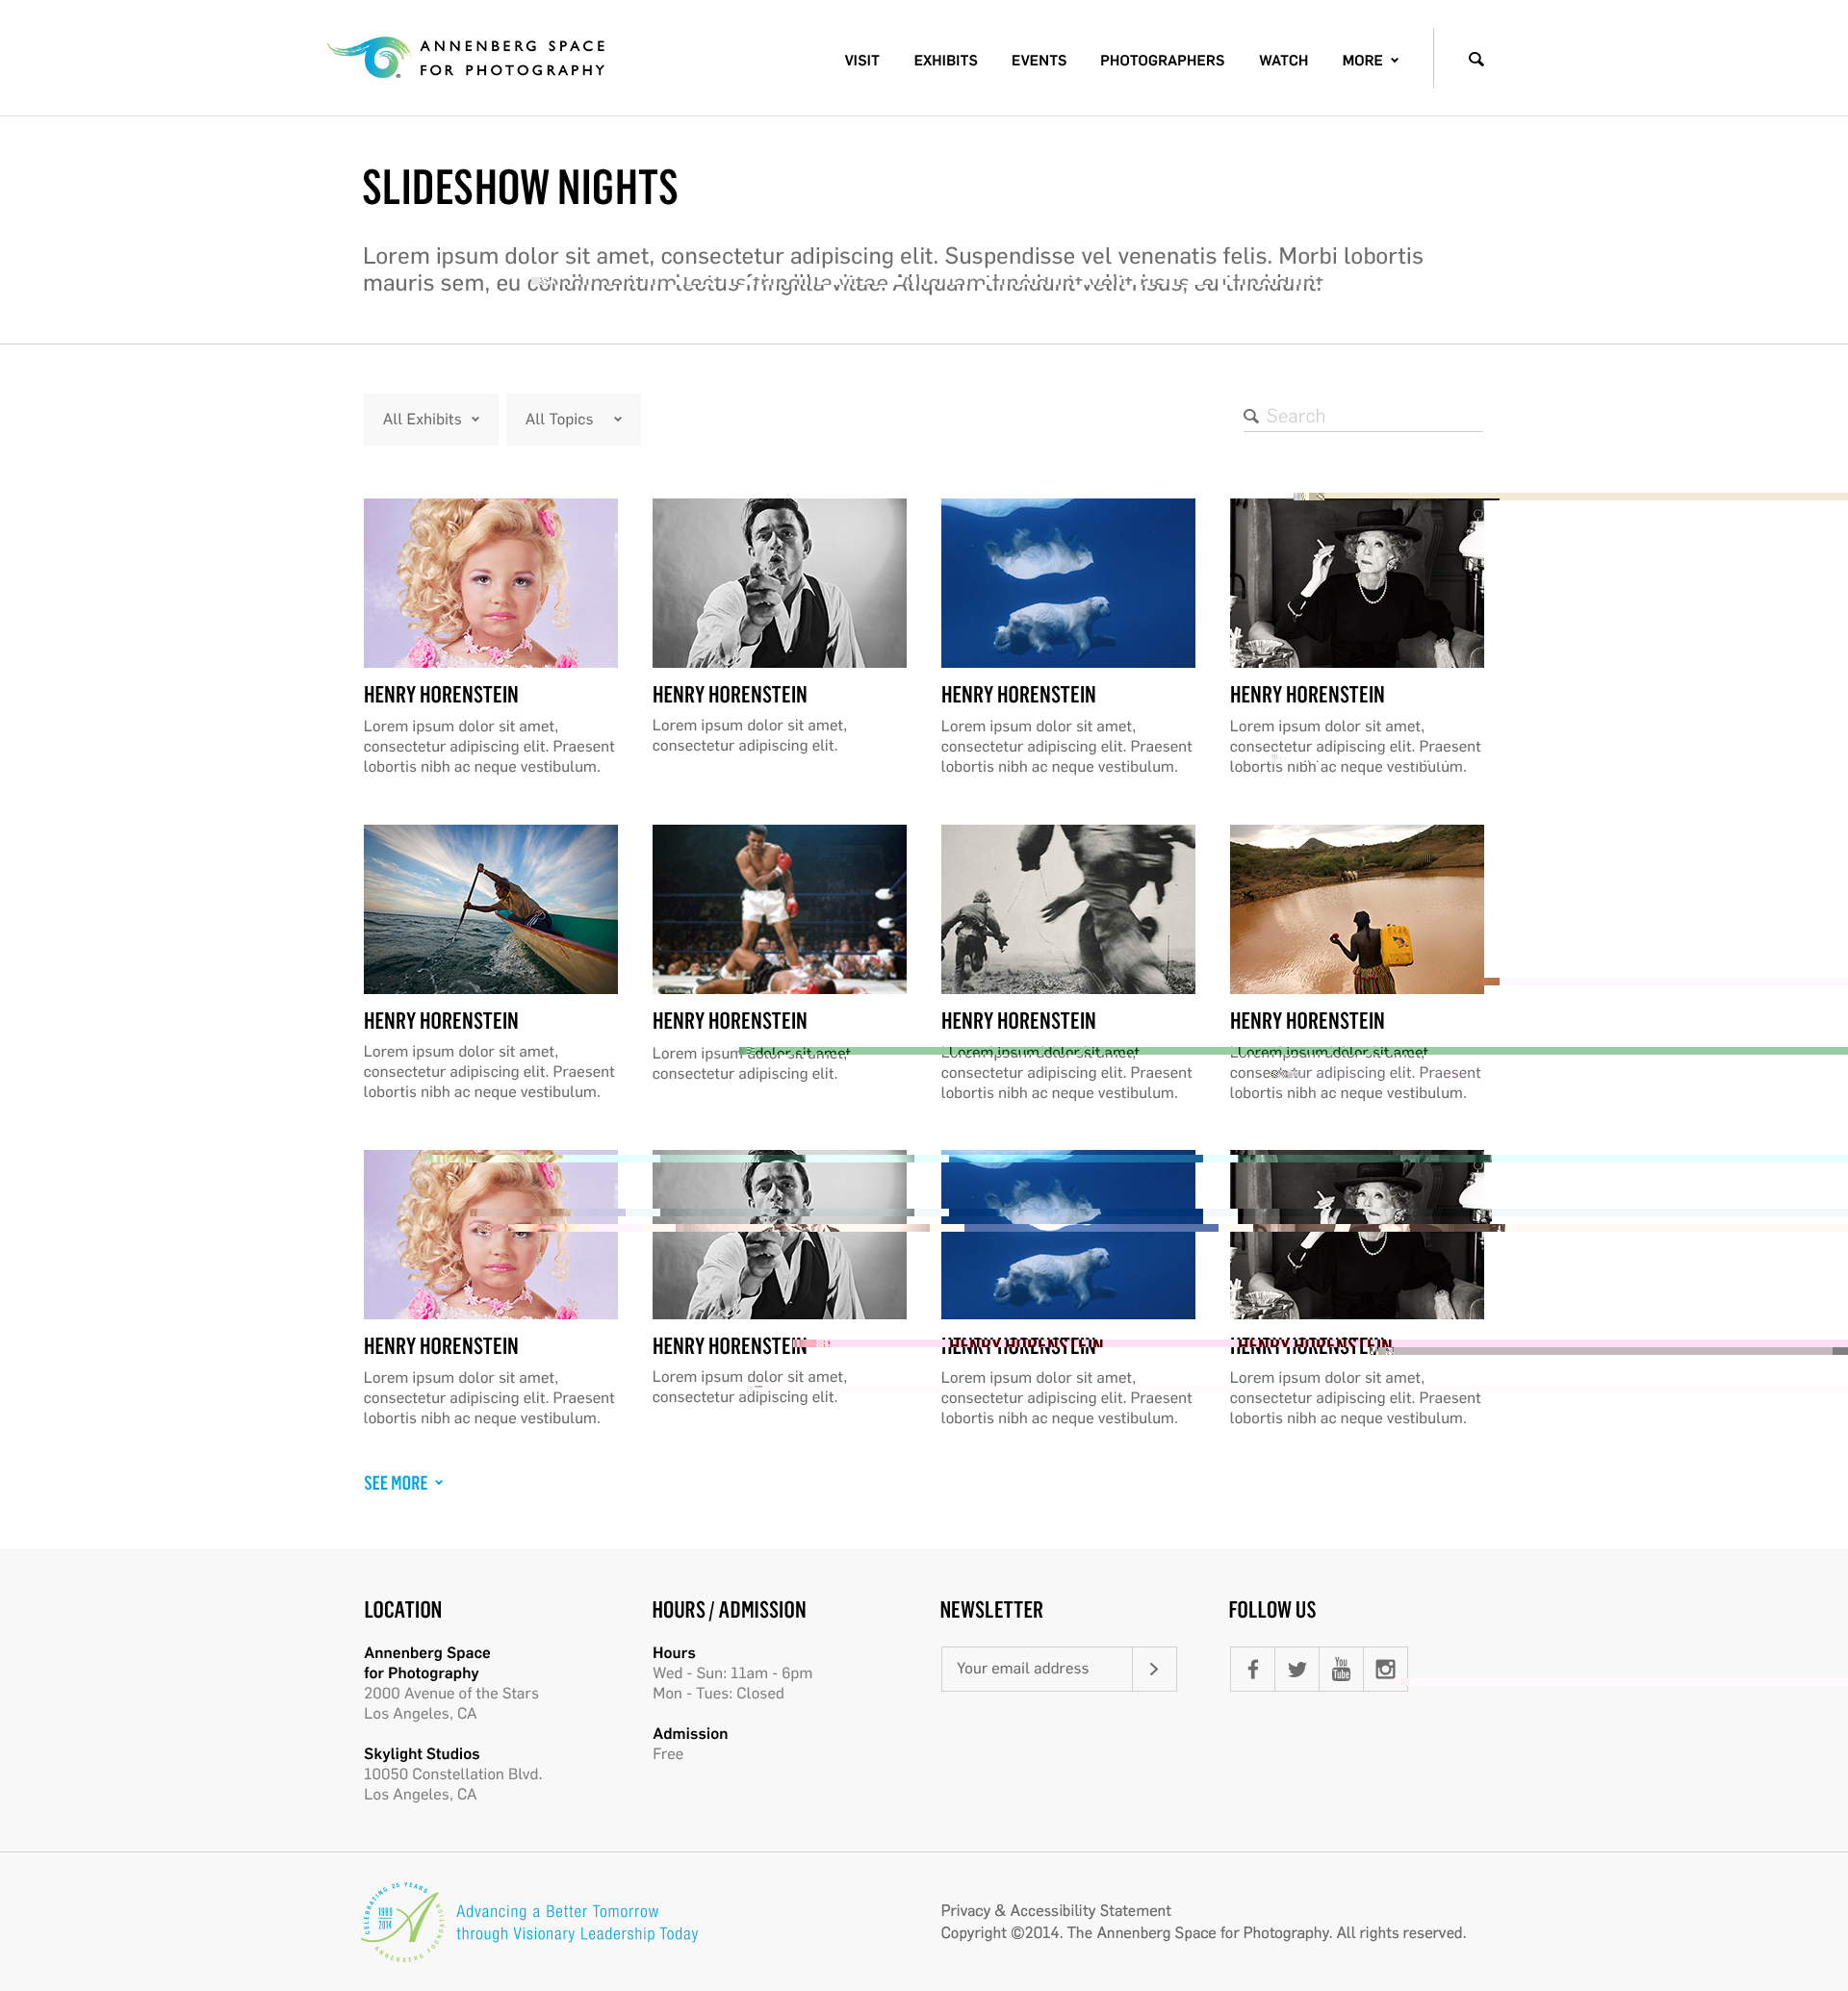 ANNENBERG SPACE
FOR PHOTOGRAPHY
VISIT EXHIBITS EVENTS PHOTOGRAPHERS WATCH MORE
SLIDESHOW NIGHTS
Lorem ipsum dolor sit amet, consectetur adipiscing elit. Suspendisse vel venenatis felis. Morbi lobortis
mauris sem, eu condimentum lectus fringilla vitae. Aliquam tincidunt velit risus, eu tincidunt.
All Exhibits All Topics Search
HENRY HORENSTEIN
Lorem ipsum dolor sit amet,
consectetur adipiscing elit. Praesent
lobortis nibh ac neque vestibulum.
HENRY HORENSTEIN
Lorem ipsum dolor sit amet,
consectetur adipiscing elit.
HENRY HORENSTEIN
Lorem ipsum dolor sit amet,
consectetur adipiscing elit. Praesent
lobortis nibh ac neque vestibulum.
HENRY HORENSTEIN
Lorem ipsum dolor sit amet,
consectetur adipiscing elit. Praesent
lobortis nibh ac neque vestibulum.
HENRY HORENSTEIN
Lorem ipsum dolor sit amet,
consectetur adipiscing elit. Praesent
lobortis nibh ac neque vestibulum.
HENRY HORENSTEIN
Lorem ipsum dolor sit amet,
consectetur adipiscing elit.
HENRY HORENSTEIN
Lorem ipsum dolor sit amet,
consectetur adipiscing elit. Praesent
lobortis nibh ac neque vestibulum.
HENRY HORENSTEIN
Lorem ipsum dolor sit amet,
consectetur adipiscing elit. Praesent
lobortis nibh ac neque vestibulum.
HENRY HORENSTEIN
Lorem ipsum dolor sit amet,
consectetur adipiscing elit. Praesent
lobortis nibh ac neque vestibulum.
HENRY HORENSTEIN
Lorem ipsum dolor sit amet,
consectetur adipiscing elit.
HENRY HORENSTEIN
Lorem ipsum dolor sit amet,
consectetur adipiscing elit. Praesent
lobortis nibh ac neque vestibulum.
HENRY HORENSTEIN
Lorem ipsum dolor sit amet,
consectetur adipiscing elit. Praesent
lobortis nibh ac neque vestibulum.
SEE MORE
LOCATION
Annenberg Space
for Photography
2000 Avenue of the Stars
Los Angeles, CA
Skylight Studios
10050 Constellation Blvd.
Los Angeles, CA
HOURS / ADMISSION
Hours
Wed - Sun: 11am - 6pm
Mon - Tues: Closed
Admission
Free
NEWSLETTER
Your email address
FOLLOW US
You
Tube
CELEBRATING 25 YEARS
1989
2014
ANNENBERG FOUNDATION
Advancing a Better Tomorrow
through Visionary Leadership Today
Privacy & Accessibility Statement
Copyright ©2014. The Annenberg Space for Photography. All rights reserved.